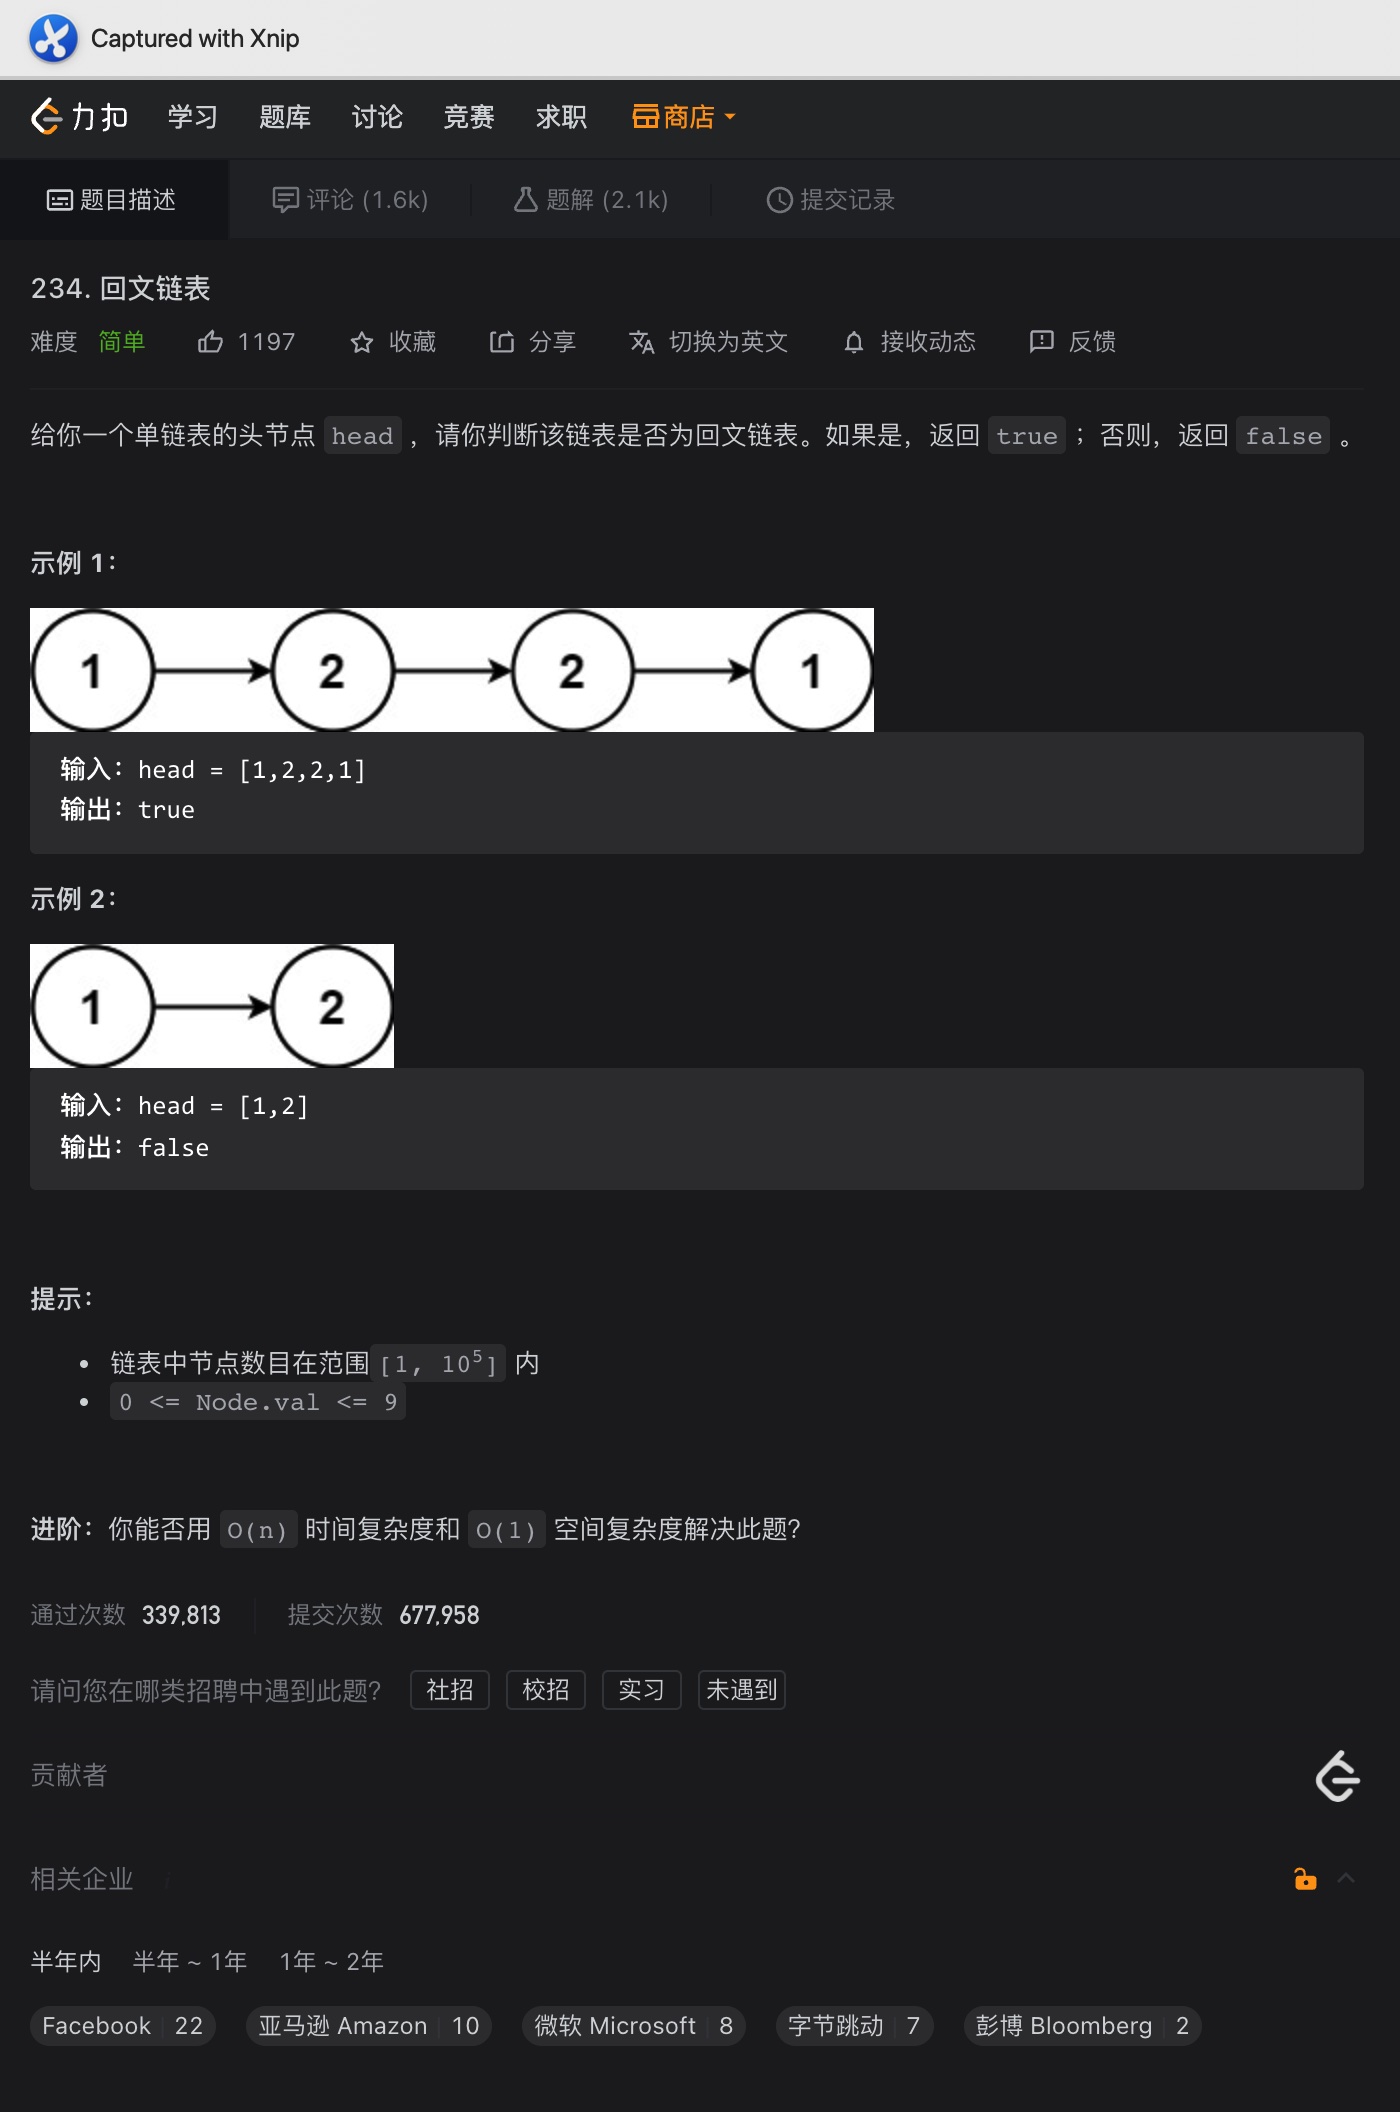 Captured with Xnip
力扣 学习 题库 讨论 竞赛 求职 商店
题目描述 评论 (1.6k) 题解 (2.1k) 提交记录
234. 回文链表
难度 简单 1197 收藏 分享 切换为英文 接收动态 反馈
给你一个单链表的头节点 head ，请你判断该链表是否为回文链表。如果是，返回 true ；否则，返回 false 。
示例 1：
1 2 2 1
输入：head = [1,2,2,1]
输出：true
示例 2：
1 2
输入：head = [1,2]
输出：false
提示：
• 链表中节点数目在范围[1, 10⁵] 内
• 0 <= Node.val <= 9
进阶：你能否用 O(n) 时间复杂度和 O(1) 空间复杂度解决此题？
通过次数 339,813 提交次数 677,958
请问您在哪类招聘中遇到此题？ 社招 校招 实习 未遇到
贡献者
相关企业
半年内 半年 ~ 1年 1年 ~ 2年
Facebook 22 亚马逊 Amazon 10 微软 Microsoft 8 字节跳动 7 彭博 Bloomberg 2